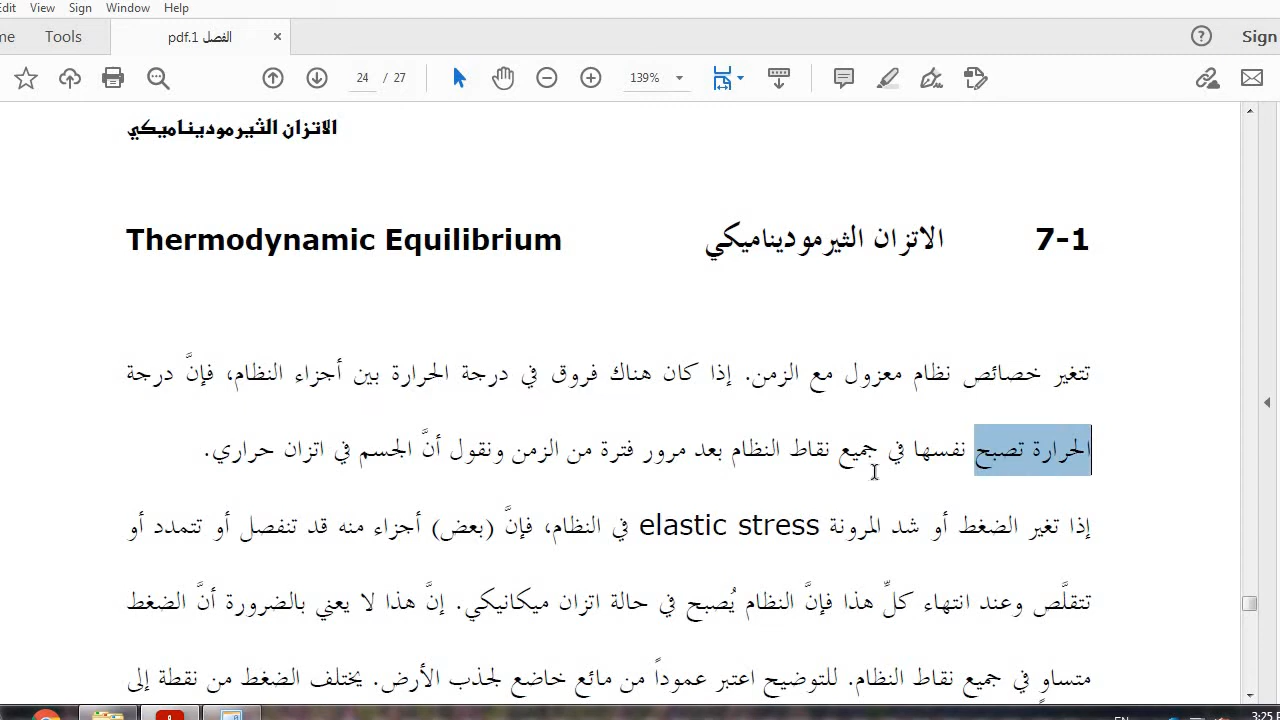 Edit View Sign Window Help
me Tools الفصل 1.pdf × Sign
24 / 27 139%
الاتزان الثيرموديناميكي
7-1 الاتزان الثيرموديناميكي Thermodynamic Equilibrium
تتغير خصائص نظام معزول مع الزمن. إذا كان هناك فروق في درجة الحرارة بين أجزاء النظام، فإنَّ درجة
الحرارة تصبح نفسها في جميع نقاط النظام بعد مرور فترة من الزمن ونقول أنَّ الجسم في اتزان حراري.
إذا تغير الضغط أو شد المرونة elastic stress في النظام، فإنَّ (بعض) أجزاء منه قد تنفصل أو تتمدد أو
تتقلَّص وعند انتهاء كلِّ هذا فإنَّ النظام يُصبح في حالة اتزان ميكانيكي. إنَّ هذا لا يعني بالضرورة أنَّ الضغط
متساوٍ في جميع نقاط النظام. للتوضيح اعتبر عموداً من مائع خاضع لجذب الأرض. يختلف الضغط من نقطة إلى